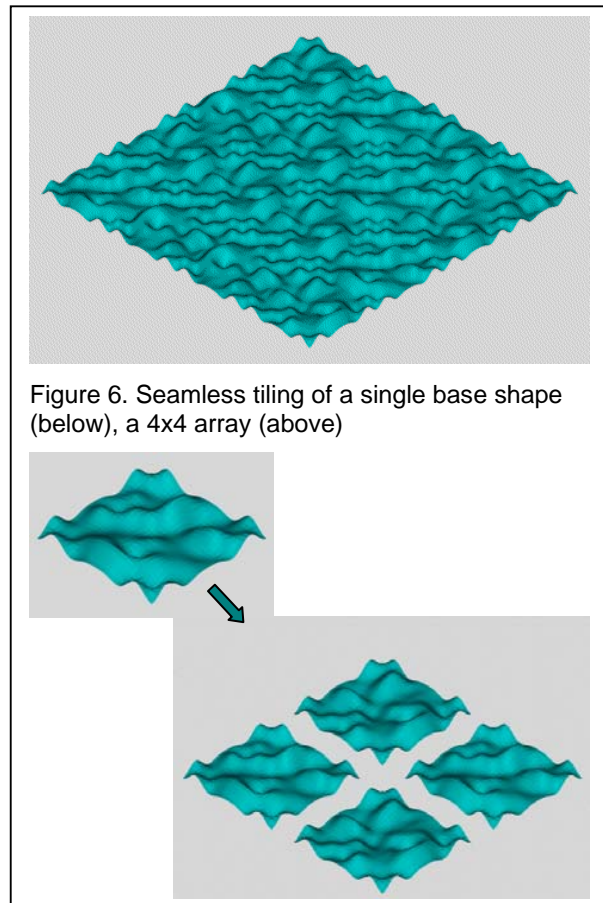 Figure 6. Seamless tiling of a single base shape
(below), a 4x4 array (above)